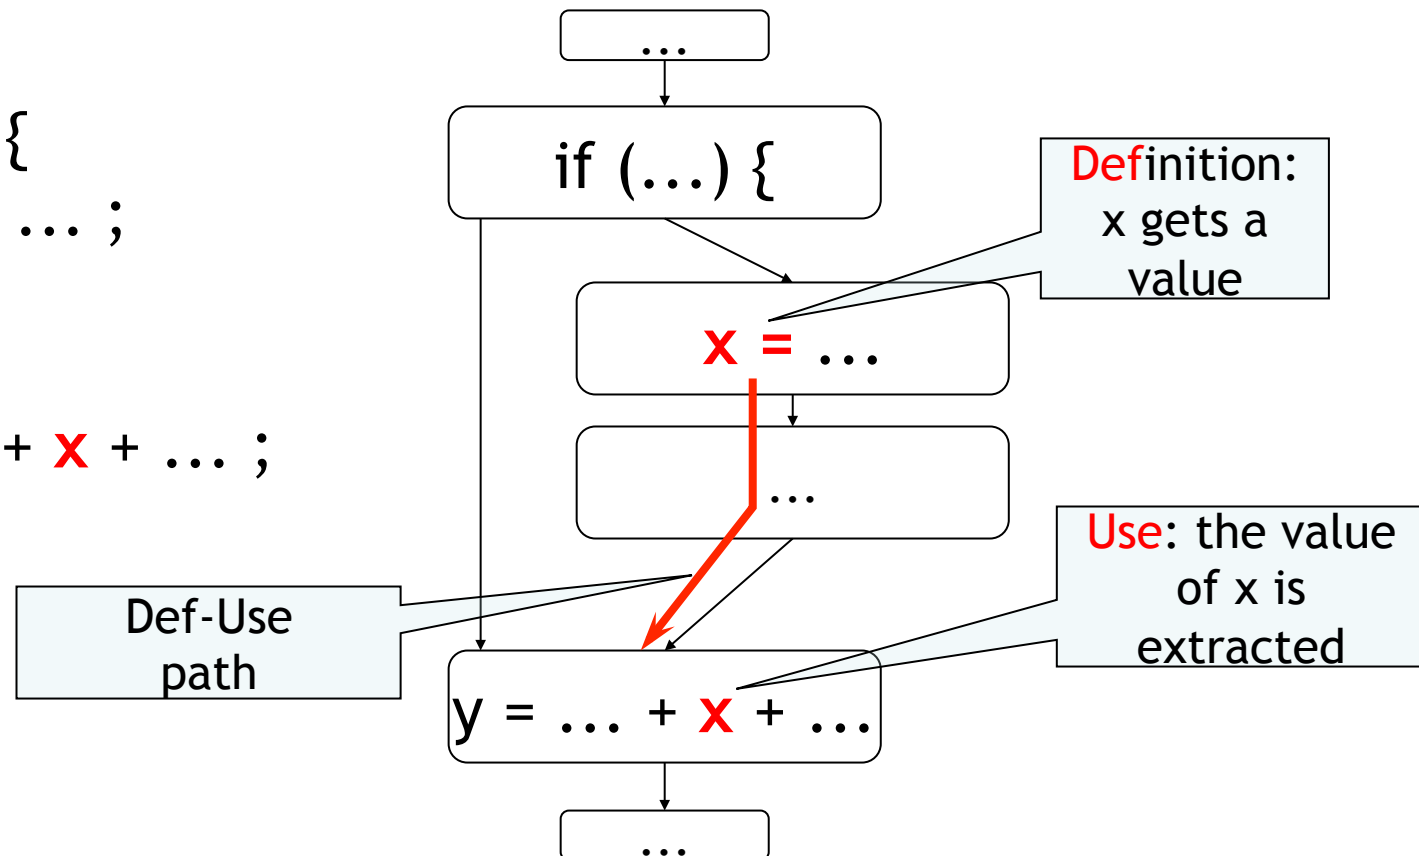 …
{
if (…) {
Definition:
x gets a
value
… ;
x = …
+ x + … ;
…
Use: the value
of x is
extracted
Def-Use
path
y = … + x + …
…